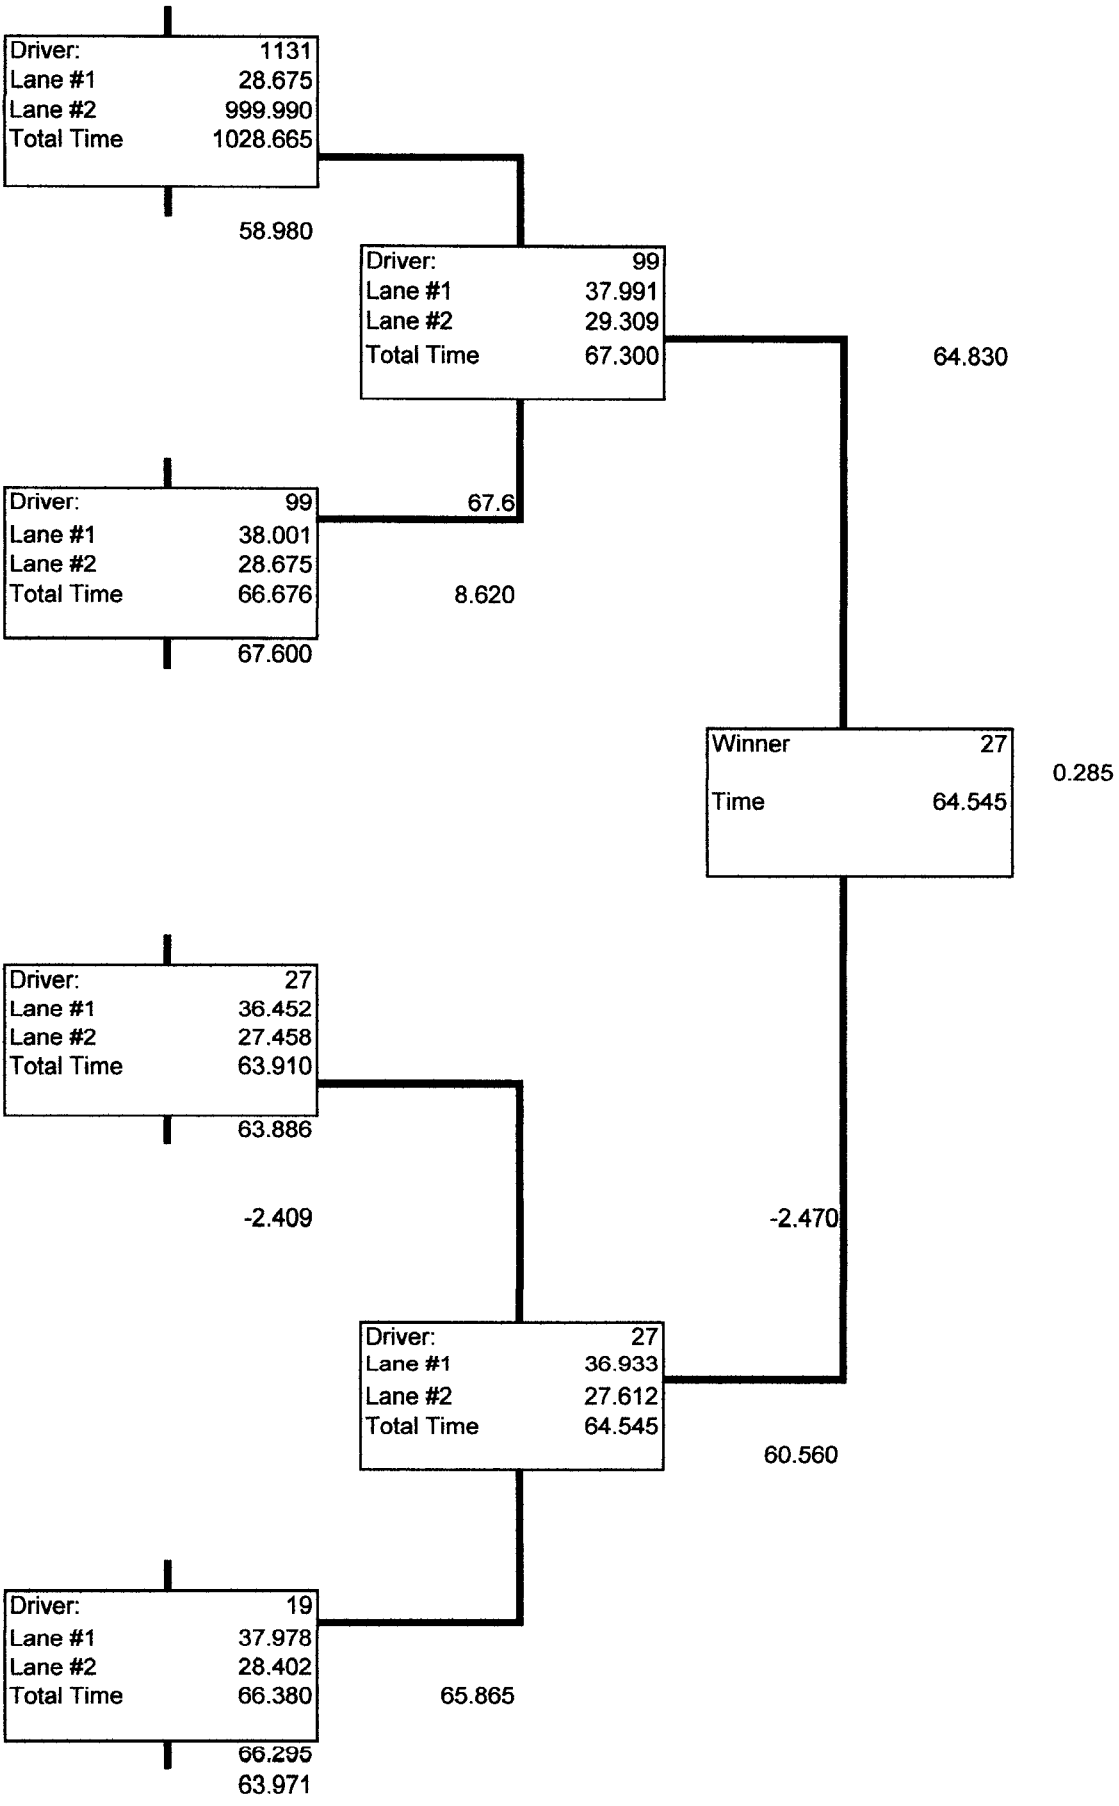 Driver: 1131
Lane #1 28.675
Lane #2 999.990
Total Time 1028.665
58.980
Driver: 99
Lane #1 37.991
Lane #2 29.309
Total Time 67.300
64.830
Driver: 99
Lane #1 38.001
Lane #2 28.675
Total Time 66.676
67.600
67.6
8.620
Winner 27
Time 64.545
0.285
Driver: 27
Lane #1 36.452
Lane #2 27.458
Total Time 63.910
63.886
-2.409
-2.470
Driver: 27
Lane #1 36.933
Lane #2 27.612
Total Time 64.545
60.560
Driver: 19
Lane #1 37.978
Lane #2 28.402
Total Time 66.380
65.865
66.295
63.971